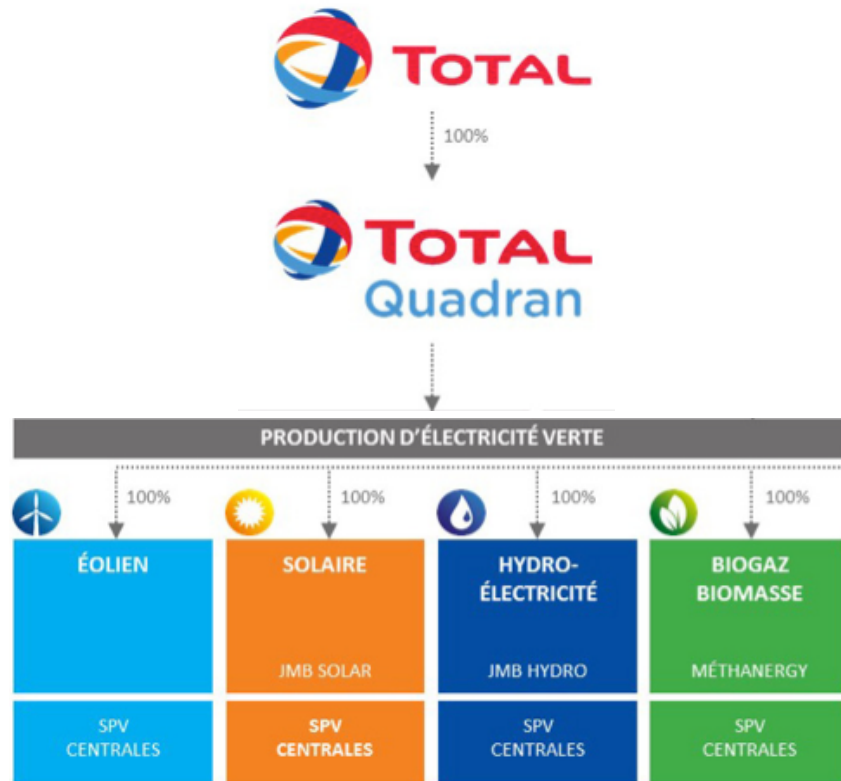 TOTAL
100%
TOTAL
Quadran
PRODUCTION D'ÉLECTRICITÉ VERTE
100%
100%
100%
100%
ÉOLIEN
SOLAIRE
JMB SOLAR
HYDRO-
ÉLECTRICITÉ
JMB HYDRO
BIOGAZ
BIOMASSE
MÉTHANERGY
SPV
CENTRALES
SPV
CENTRALES
SPV
CENTRALES
SPV
CENTRALES